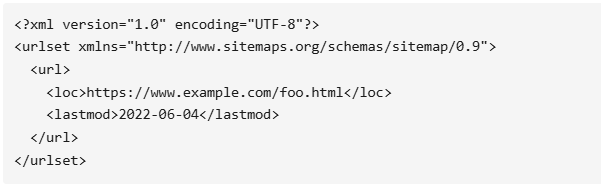 <?xml version="1.0" encoding="UTF-8"?>
<urlset xmlns="http://www.sitemaps.org/schemas/sitemap/0.9">
  <url>
    <loc>https://www.example.com/foo.html</loc>
    <lastmod>2022-06-04</lastmod>
  </url>
</urlset>